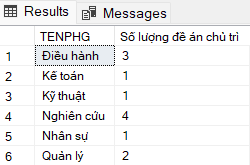 Results Messages
TENPHG Số lượng đề án chủ trì
1 Điều hành 3
2 Kế toán 1
3 Kỹ thuật 1
4 Nghiên cứu 4
5 Nhân sự 1
6 Quản lý 2